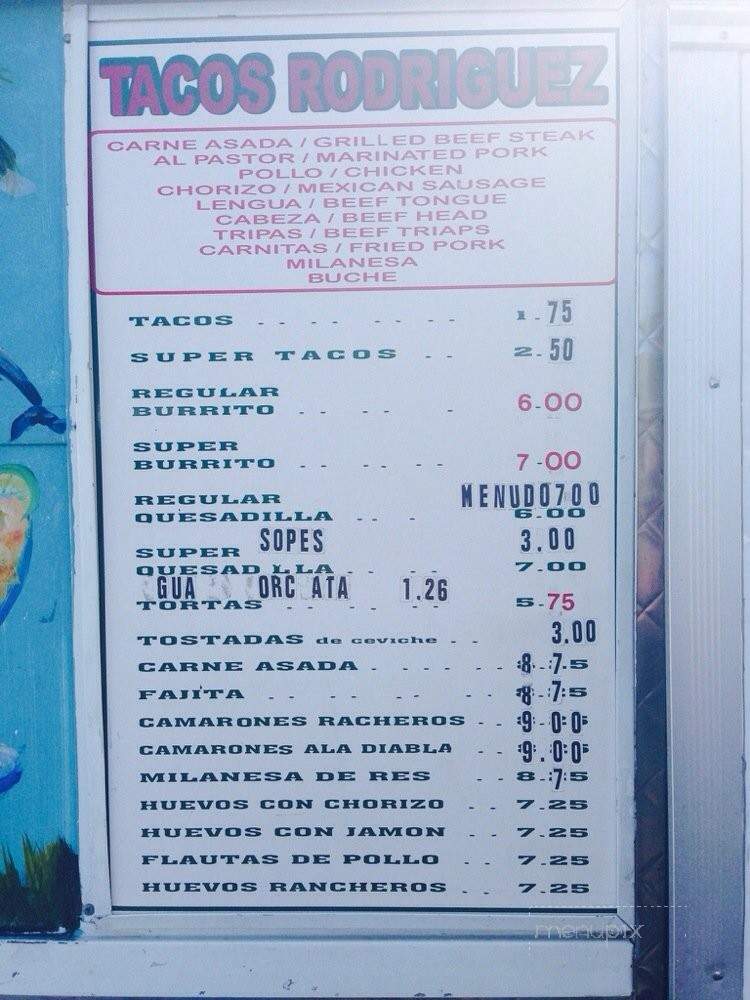 TACOS RODRIGUEZ
CARNE ASADA / GRILLED BEEF STEAK
AL PASTOR / MARINATED PORK
POLLO / CHICKEN
CHORIZO / MEXICAN SAUSAGE
LENGUA / BEEF TONGUE
CABEZA / BEEF HEAD
TRIPAS / BEEF TRIAPS
CARNITAS / FRIED PORK
MILANESA
BUCHE
TACOS . . . . . . . 1.75
SUPER TACOS . . 2.50
REGULAR
BURRITO . . . . . 6.00
SUPER
BURRITO . . . . . . 7.00
REGULAR MENUDO 7 00
QUESADILLA . . . 6.00
SOPES 3.00
SUPER
QUESADILLA . . . . 7.00
GUA ORC ATA 1.26
TORTAS . . . . . . 5.75
TOSTADAS de ceviche . . 3.00
CARNE ASADA . . . . . . 8.75
FAJITA . . . . . . . . 8.75
CAMARONES RACHEROS . . 9.00
CAMARONES ALA DIABLA . . 9.00
MILANESA DE RES . . 8.75
HUEVOS CON CHORIZO . . 7.25
HUEVOS CON JAMON . . 7.25
FLAUTAS DE POLLO . . 7.25
HUEVOS RANCHEROS . . 7.25
menupix